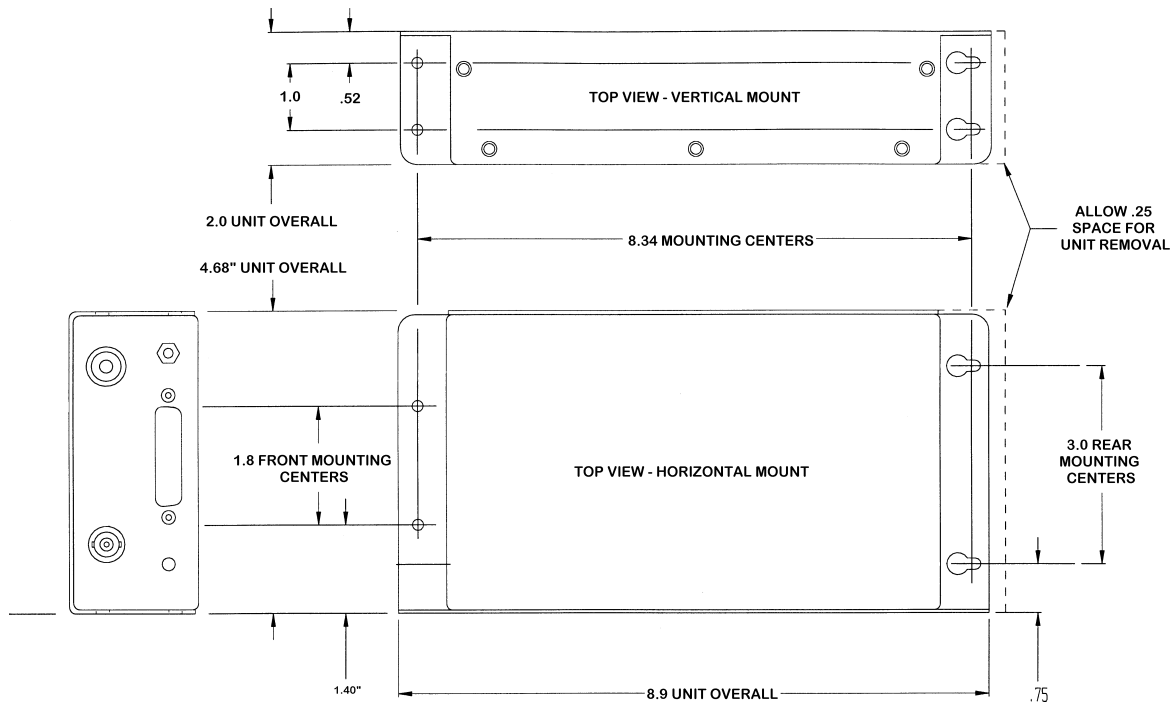 1.0
.52
TOP VIEW - VERTICAL MOUNT
2.0 UNIT OVERALL
8.34 MOUNTING CENTERS
ALLOW .25
SPACE FOR
UNIT REMOVAL
4.68" UNIT OVERALL
1.8 FRONT MOUNTING
CENTERS
TOP VIEW - HORIZONTAL MOUNT
3.0 REAR
MOUNTING
CENTERS
1.40"
8.9 UNIT OVERALL
.75